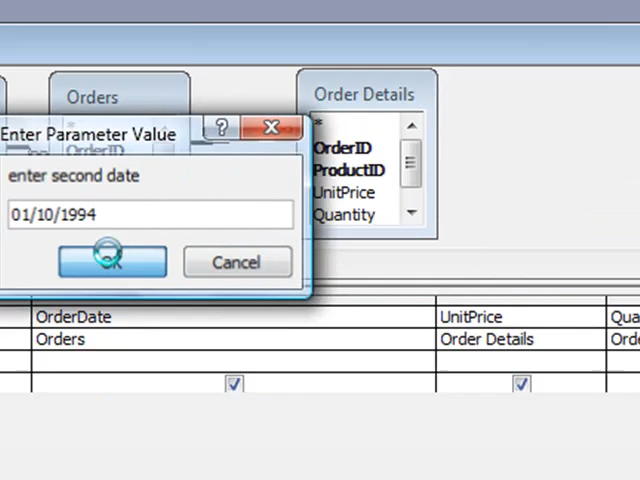 Orders
Order Details
*
OrderID
ProductID
UnitPrice
Quantity
Enter Parameter Value
?
enter second date
01/10/1994
Cancel
OrderDate
UnitPrice
Orders
Order Details